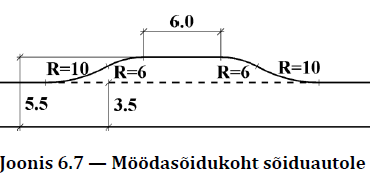 6.0
R=10 R=6 R=6 R=10
5.5 3.5
Joonis 6.7 — Möödasõidukoht sõiduautole